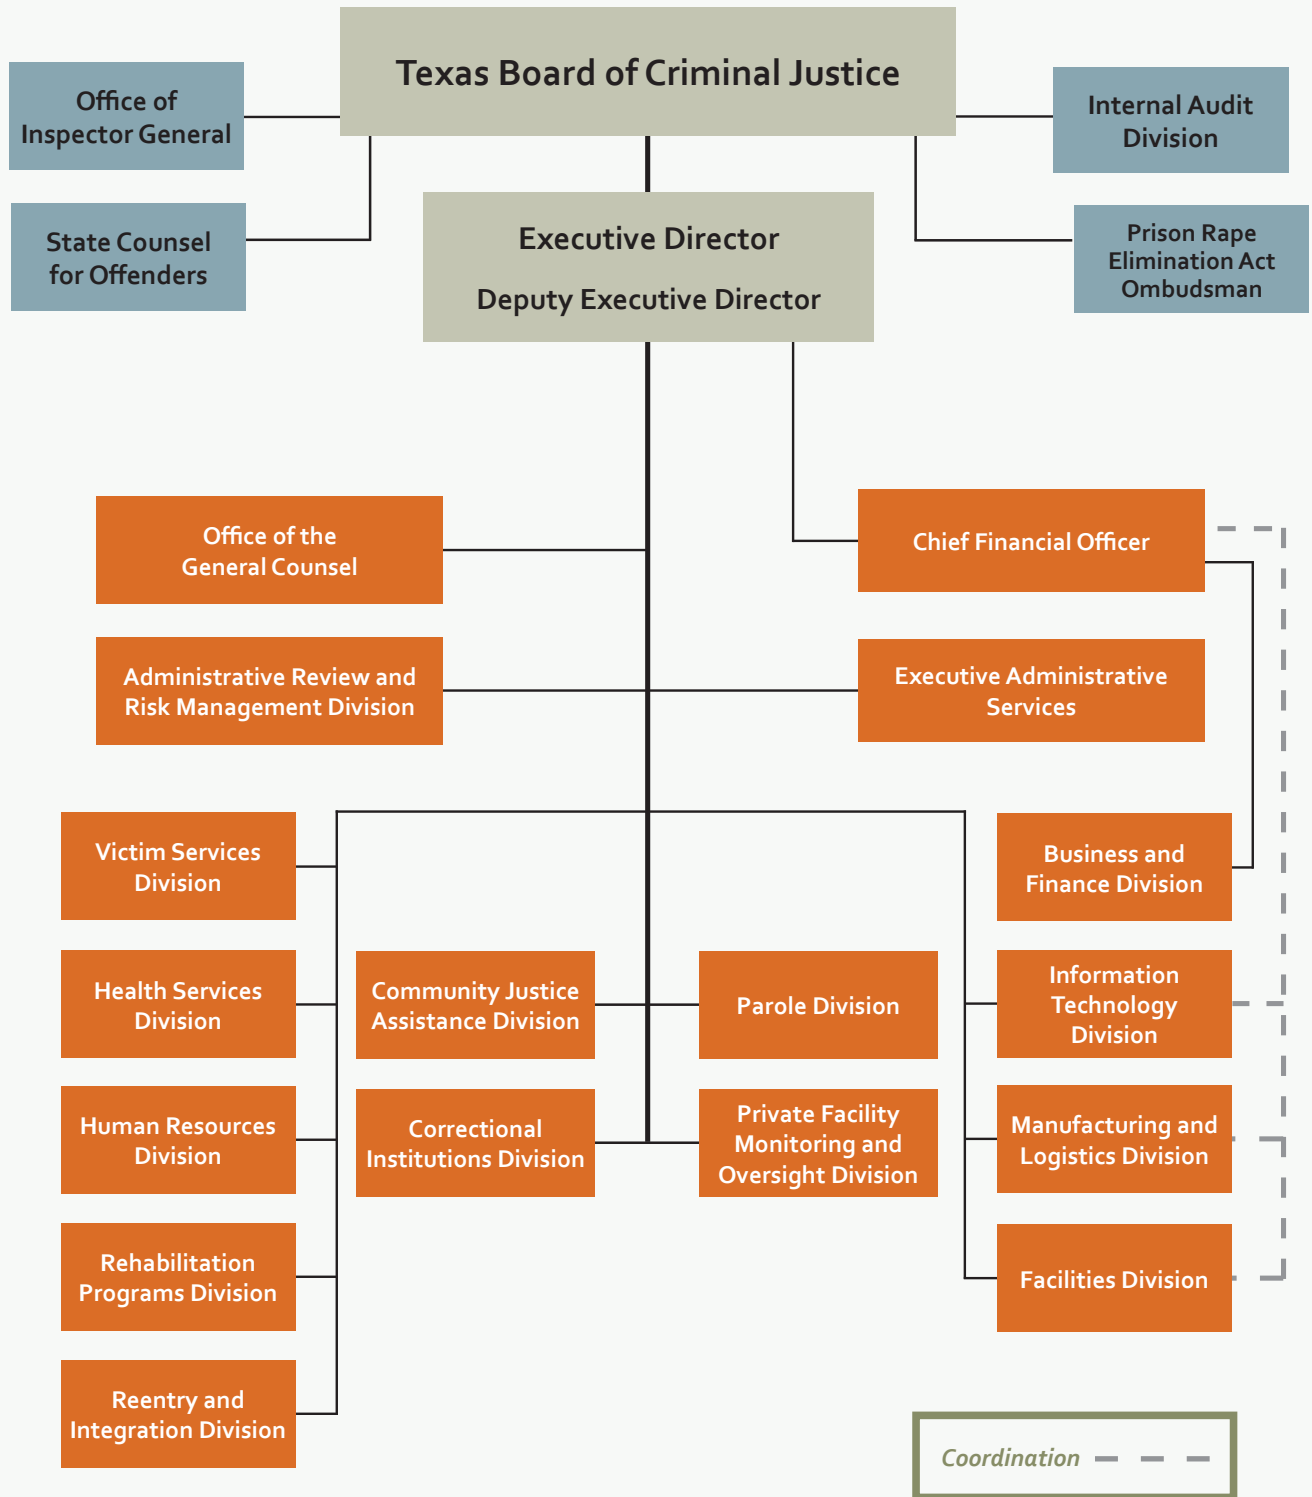 Texas Board of Criminal Justice
Office of
Inspector General
Internal Audit
Division
State Counsel
for Offenders
Executive Director
Deputy Executive Director
Prison Rape
Elimination Act
Ombudsman
Office of the
General Counsel
Chief Financial Officer
Administrative Review and
Risk Management Division
Executive Administrative
Services
Victim Services
Division
Business and
Finance Division
Health Services
Division
Community Justice
Assistance Division
Parole Division
Information
Technology
Division
Human Resources
Division
Correctional
Institutions Division
Private Facility
Monitoring and
Oversight Division
Manufacturing and
Logistics Division
Rehabilitation
Programs Division
Facilities Division
Reentry and
Integration Division
Coordination